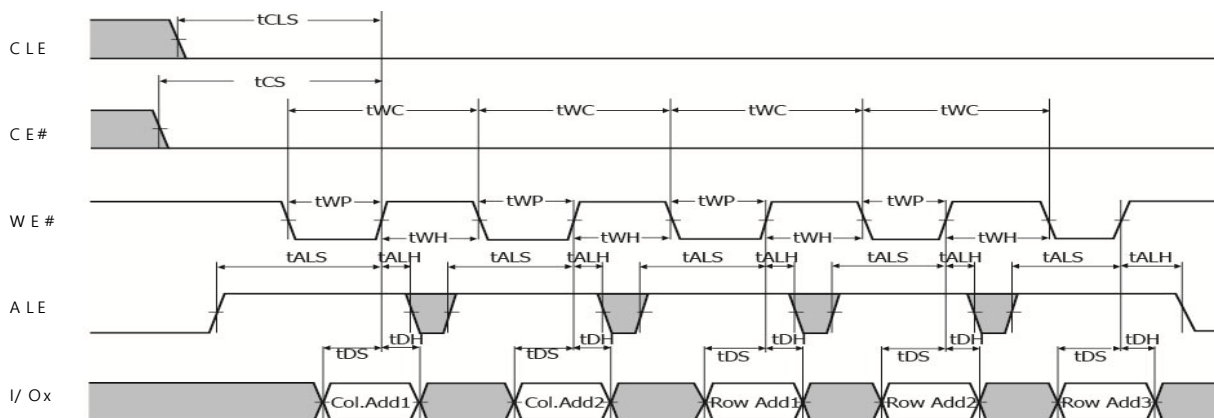 tCLS
CLE
tCS
tWC tWC tWC tWC
CE#
tWP tWP tWP tWP
WE#
tWH tWH tWH tWH
tALS tALH tALS tALH tALS tALH tALS tALH tALS tALH
ALE
tDH tDH tDH tDH tDH
tDS tDS tDS tDS tDS
I/Ox Col.Add1 Col.Add2 Row Add1 Row Add2 Row Add3